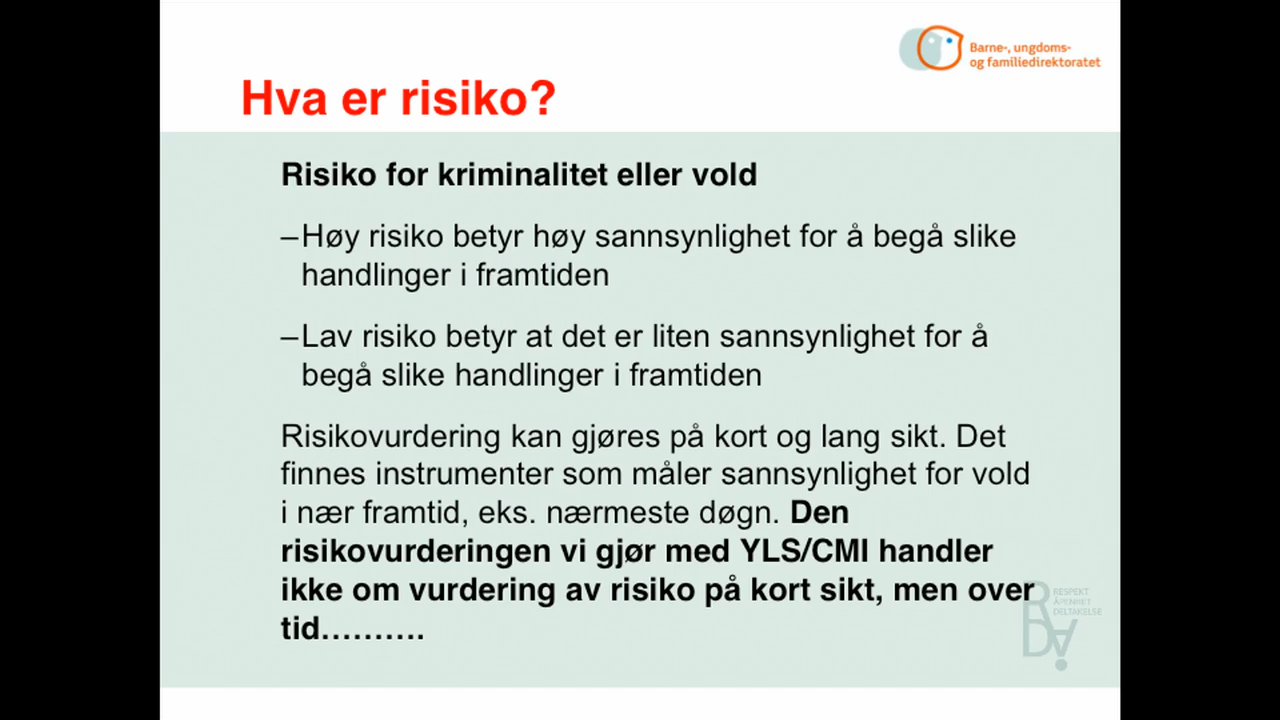 Barne-, ungdoms-
og familiedirektoratet
Hva er risiko?
Risiko for kriminalitet eller vold
–Høy risiko betyr høy sannsynlighet for å begå slike
handlinger i framtiden
–Lav risiko betyr at det er liten sannsynlighet for å
begå slike handlinger i framtiden
Risikovurdering kan gjøres på kort og lang sikt. Det
finnes instrumenter som måler sannsynlighet for vold
i nær framtid, eks. nærmeste døgn. Den
risikovurderingen vi gjør med YLS/CMI handler
ikke om vurdering av risiko på kort sikt, men over
tid……….
RESPEKT
ÅPENHET
DELTAKELSE
R
DÅ